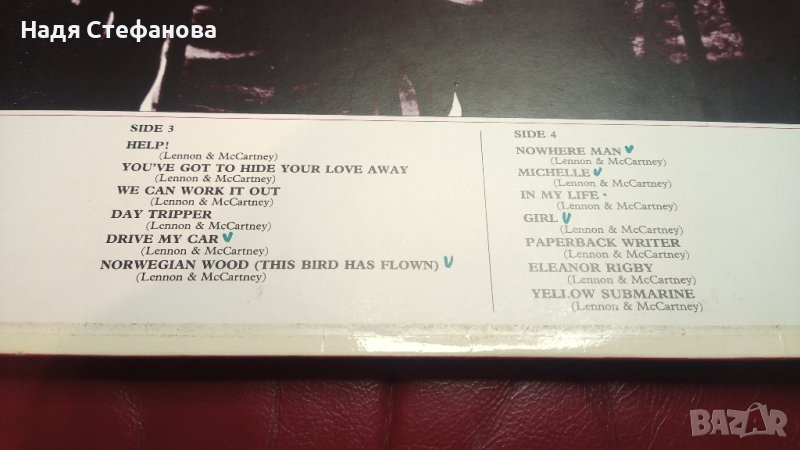 Надя Стефанова
SIDE 3
HELP!
(Lennon & McCartney)
YOU'VE GOT TO HIDE YOUR LOVE AWAY
(Lennon & McCartney)
WE CAN WORK IT OUT
(Lennon & McCartney)
DAY TRIPPER
(Lennon & McCartney)
DRIVE MY CAR
(Lennon & McCartney)
NORWEGIAN WOOD (THIS BIRD HAS FLOWN)
(Lennon & McCartney)
SIDE 4
NOWHERE MAN
(Lennon & McCartney)
MICHELLE
(Lennon & McCartney)
IN MY LIFE
(Lennon & McCartney)
GIRL
(Lennon & McCartney)
PAPERBACK WRITER
(Lennon & McCartney)
ELEANOR RIGBY
(Lennon & McCartney)
YELLOW SUBMARINE
(Lennon & McCartney)
BAZAR